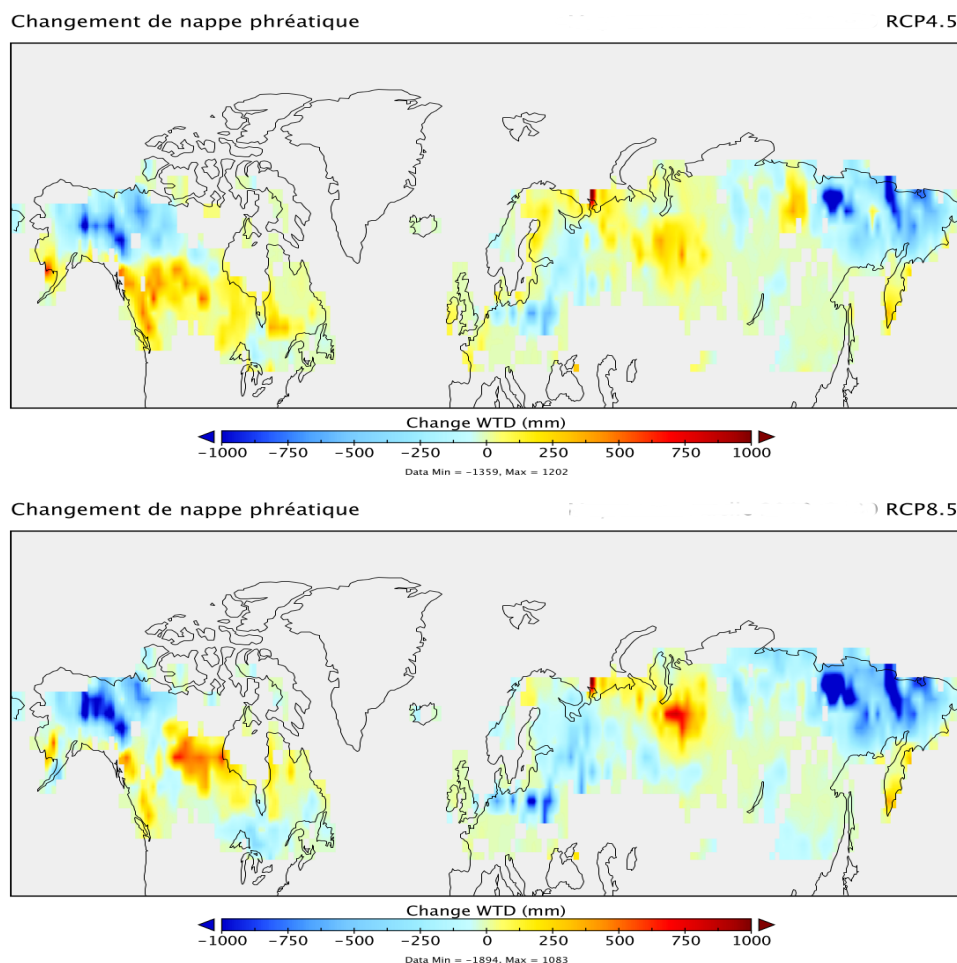 Changement de nappe phréatique RCP4.5
Change WTD (mm)
−1000 −750 −500 −250 0 250 500 750 1000
Data Min = −1359, Max = 1202
Changement de nappe phréatique RCP8.5
Change WTD (mm)
−1000 −750 −500 −250 0 250 500 750 1000
Data Min = −1894, Max = 1083